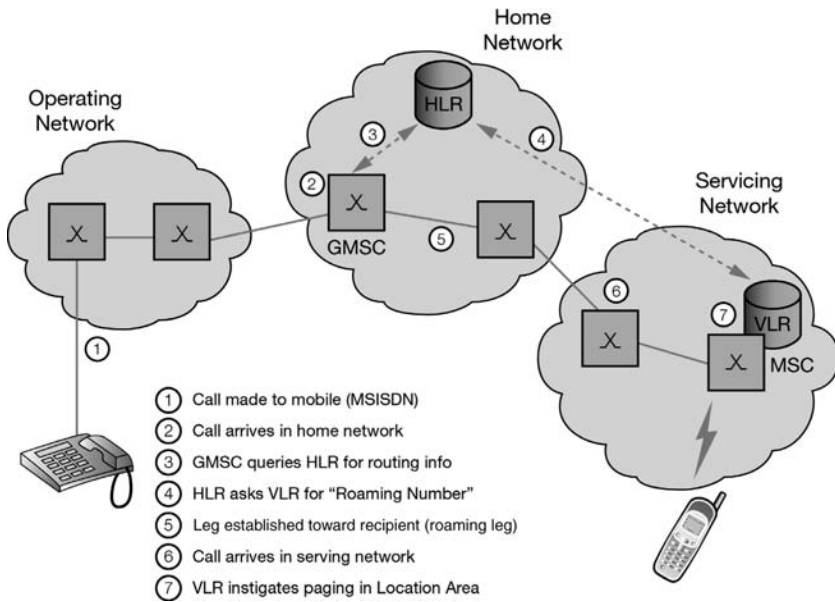 Home
Network
Operating
Network
HLR
3
4
2
Servicing
Network
GMSC
5
6
7
VLR
MSC
1
1 Call made to mobile (MSISDN)
2 Call arrives in home network
3 GMSC queries HLR for routing info
4 HLR asks VLR for “Roaming Number”
5 Leg established toward recipient (roaming leg)
6 Call arrives in serving network
7 VLR instigates paging in Location Area